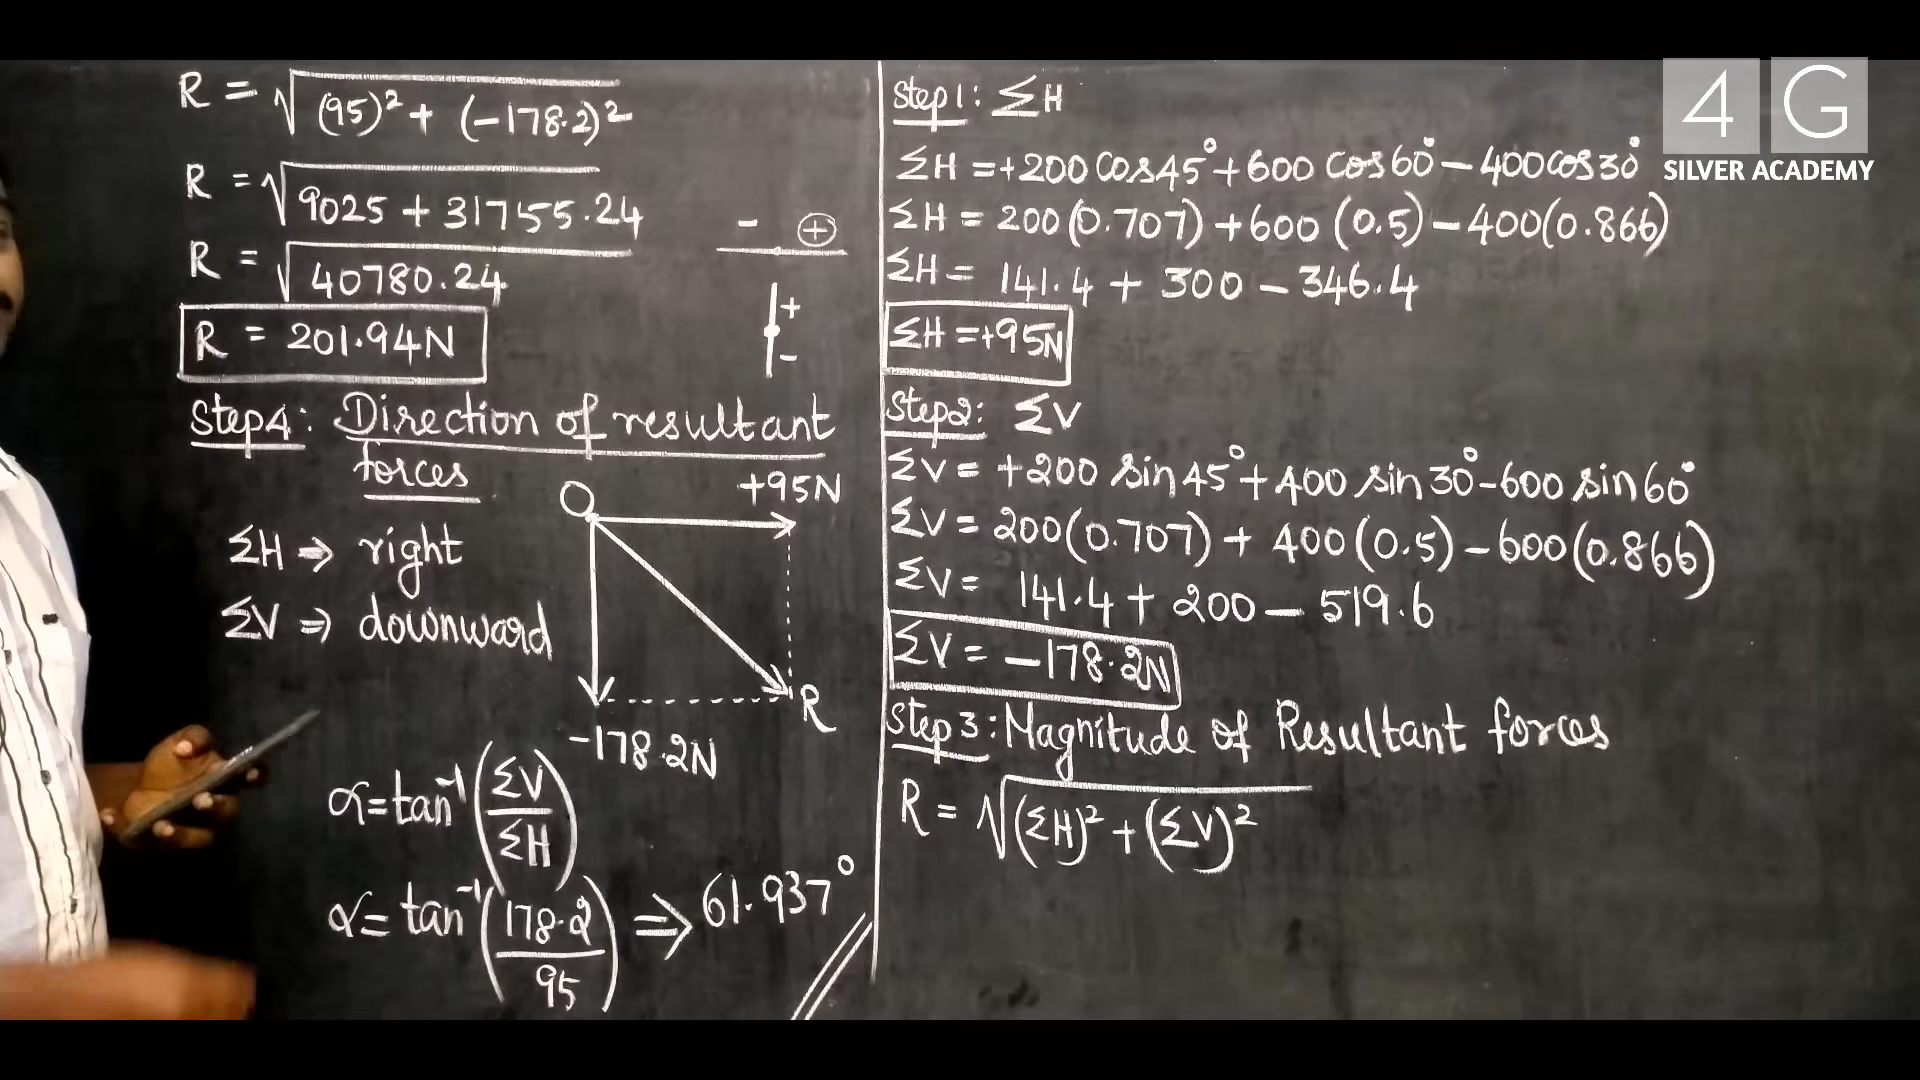 Step1: ΣH
ΣH = +200 cos45° + 600 cos60° - 400cos30°
ΣH = 200(0.707) + 600 (0.5) - 400(0.866)
ΣH = 141.4 + 300 - 346.4
ΣH = +95N
Step2: ΣV
ΣV = +200 sin45° + 400 sin30° - 600 sin60°
ΣV = 200(0.707) + 400(0.5) - 600(0.866)
ΣV = 141.4 + 200 - 519.6
ΣV = -178.2N
Step3: Magnitude of Resultant forces
R = √(ΣH)² + (ΣV)²
R = √(95)² + (-178.2)²
R = √9025 + 31755.24
R = √40780.24
R = 201.94N
- +
+
-
Step4: Direction of resultant
forces
ΣH ⇒ right
ΣV ⇒ downward
O
+95N
R
-178.2N
α = tan⁻¹(ΣV/ΣH)
α = tan⁻¹(178.2/95) ⇒ 61.937°
4 G
SILVER ACADEMY